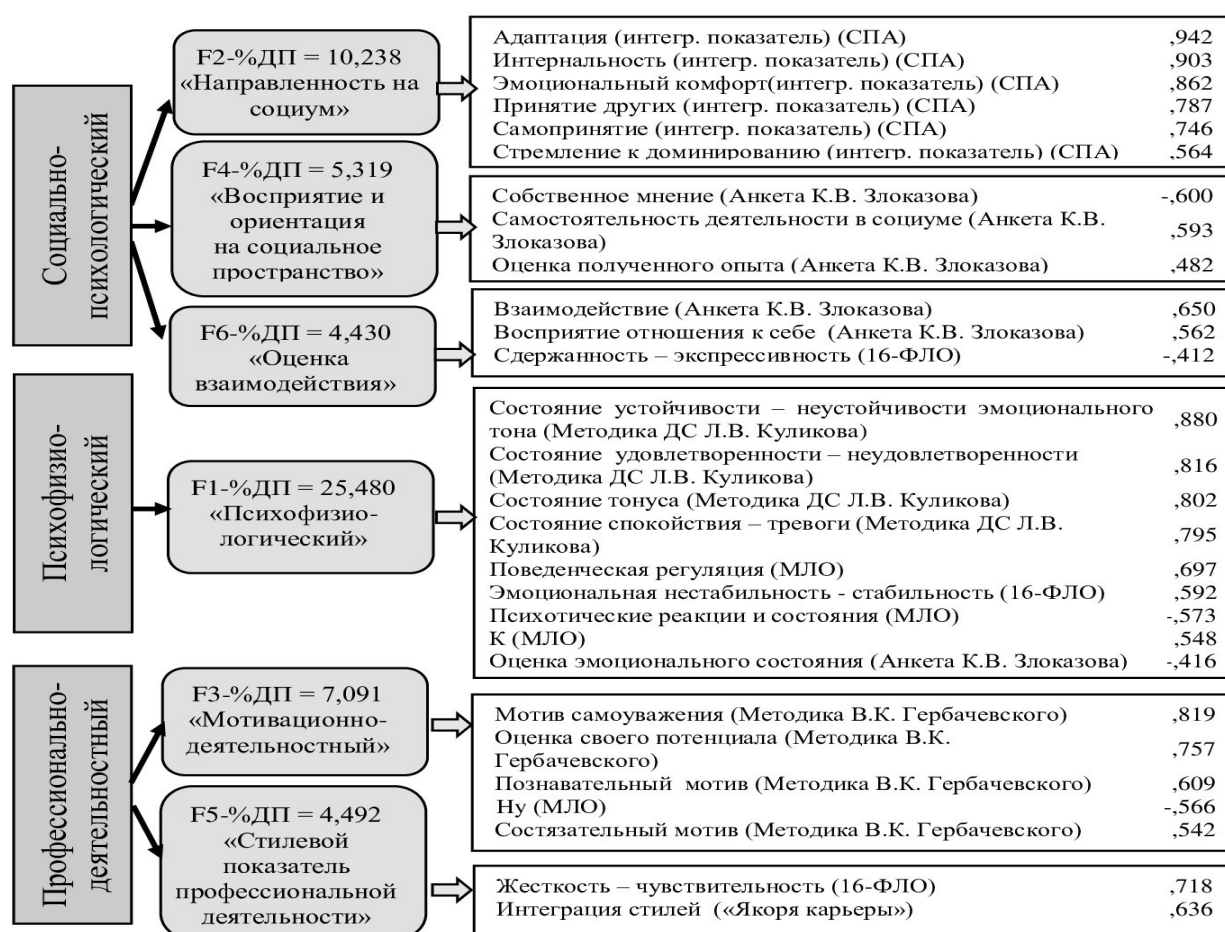 Социально-
психологический
F2-%ДП = 10,238
«Направленность на
социум»
Адаптация (интегр. показатель) (СПА) ,942
Интернальность (интегр. показатель) (СПА) ,903
Эмоциональный комфорт(интегр. показатель) (СПА) ,862
Принятие других (интегр. показатель) (СПА) ,787
Самопринятие (интегр. показатель) (СПА) ,746
Стремление к доминированию (интегр. показатель) (СПА) ,564
F4-%ДП = 5,319
«Восприятие и
ориентация
на социальное
пространство»
Собственное мнение (Анкета К.В. Злоказова) -,600
Самостоятельность деятельности в социуме (Анкета К.В.
Злоказова) ,593
Оценка полученного опыта (Анкета К.В. Злоказова) ,482
F6-%ДП = 4,430
«Оценка
взаимодействия»
Взаимодействие (Анкета К.В. Злоказова) ,650
Восприятие отношения к себе (Анкета К.В. Злоказова) ,562
Сдержанность – экспрессивность (16-ФЛО) -,412
Психофизио-
логический
F1-%ДП = 25,480
«Психофизио-
логический»
Состояние устойчивости – неустойчивости эмоционального
тона (Методика ДС Л.В. Куликова) ,880
Состояние удовлетворенности – неудовлетворенности
(Методика ДС Л.В. Куликова) ,816
Состояние тонуса (Методика ДС Л.В. Куликова) ,802
Состояние спокойствия – тревоги (Методика ДС Л.В.
Куликова) ,795
Поведенческая регуляция (МЛО) ,697
Эмоциональная нестабильность - стабильность (16-ФЛО) ,592
Психотические реакции и состояния (МЛО) -,573
К (МЛО) ,548
Оценка эмоционального состояния (Анкета К.В. Злоказова) -,416
Профессионально-
деятельностный
F3-%ДП = 7,091
«Мотивационно-
деятельностный»
Мотив самоуважения (Методика В.К. Гербачевского) ,819
Оценка своего потенциала (Методика В.К.
Гербачевского) ,757
Познавательный мотив (Методика В.К. Гербачевского) ,609
Ну (МЛО) -,566
Состязательный мотив (Методика В.К. Гербачевского) ,542
F5-%ДП = 4,492
«Стилевой
показатель
профессиональной
деятельности»
Жесткость – чувствительность (16-ФЛО) ,718
Интеграция стилей («Якоря карьеры») ,636